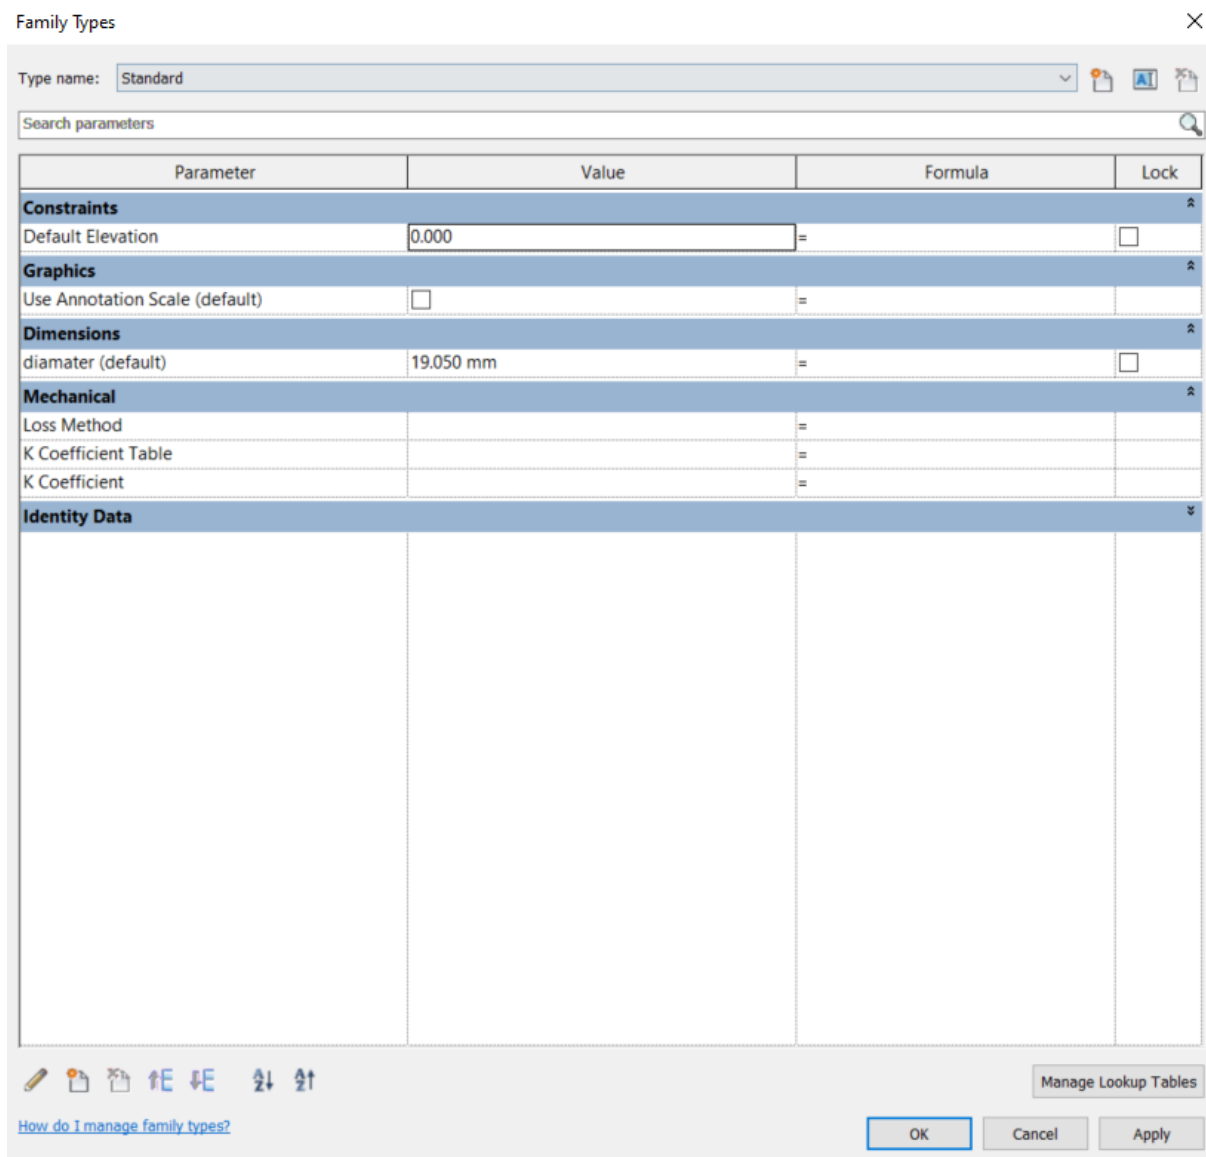 Family Types
Type name: Standard
Search parameters
Parameter Value Formula Lock
Constraints
Default Elevation 0.000 =
Graphics
Use Annotation Scale (default) =
Dimensions
diamater (default) 19.050 mm =
Mechanical
Loss Method =
K Coefficient Table =
K Coefficient =
Identity Data
Manage Lookup Tables
How do I manage family types?
OK Cancel Apply